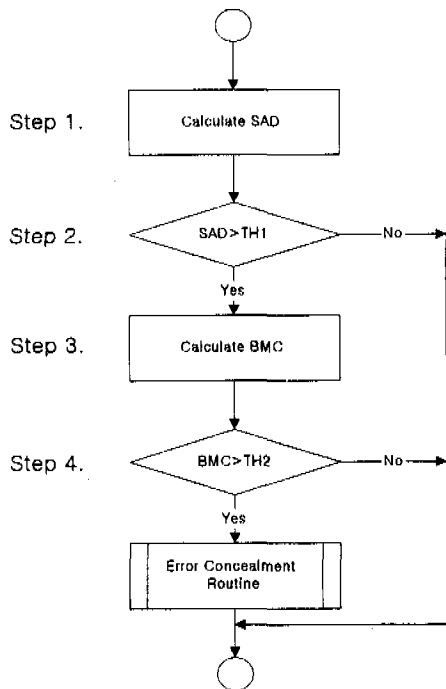 Step 1.
Calculate SAD
Step 2.
SAD>TH1
No
Yes
Step 3.
Calculate BMC
Step 4.
BMC>TH2
No
Yes
Error Concealment
Routine